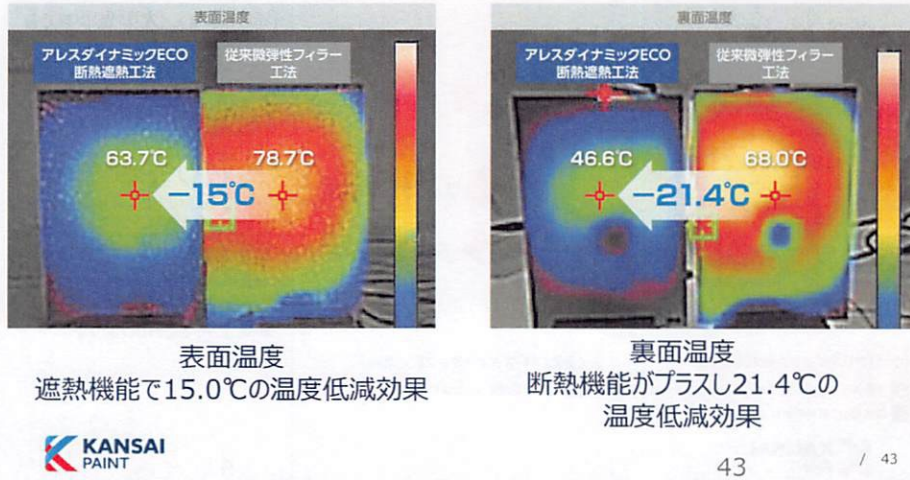 表面温度
アレスダイナミックECO
断熱遮熱工法
従来微弾性フィラー
工法
63.7℃
78.7℃
−15℃
表面温度
遮熱機能で15.0℃の温度低減効果
裏面温度
アレスダイナミックECO
断熱遮熱工法
従来微弾性フィラー
工法
46.6℃
68.0℃
−21.4℃
裏面温度
断熱機能がプラスし21.4℃の
温度低減効果
KANSAI
PAINT
43
/ 43